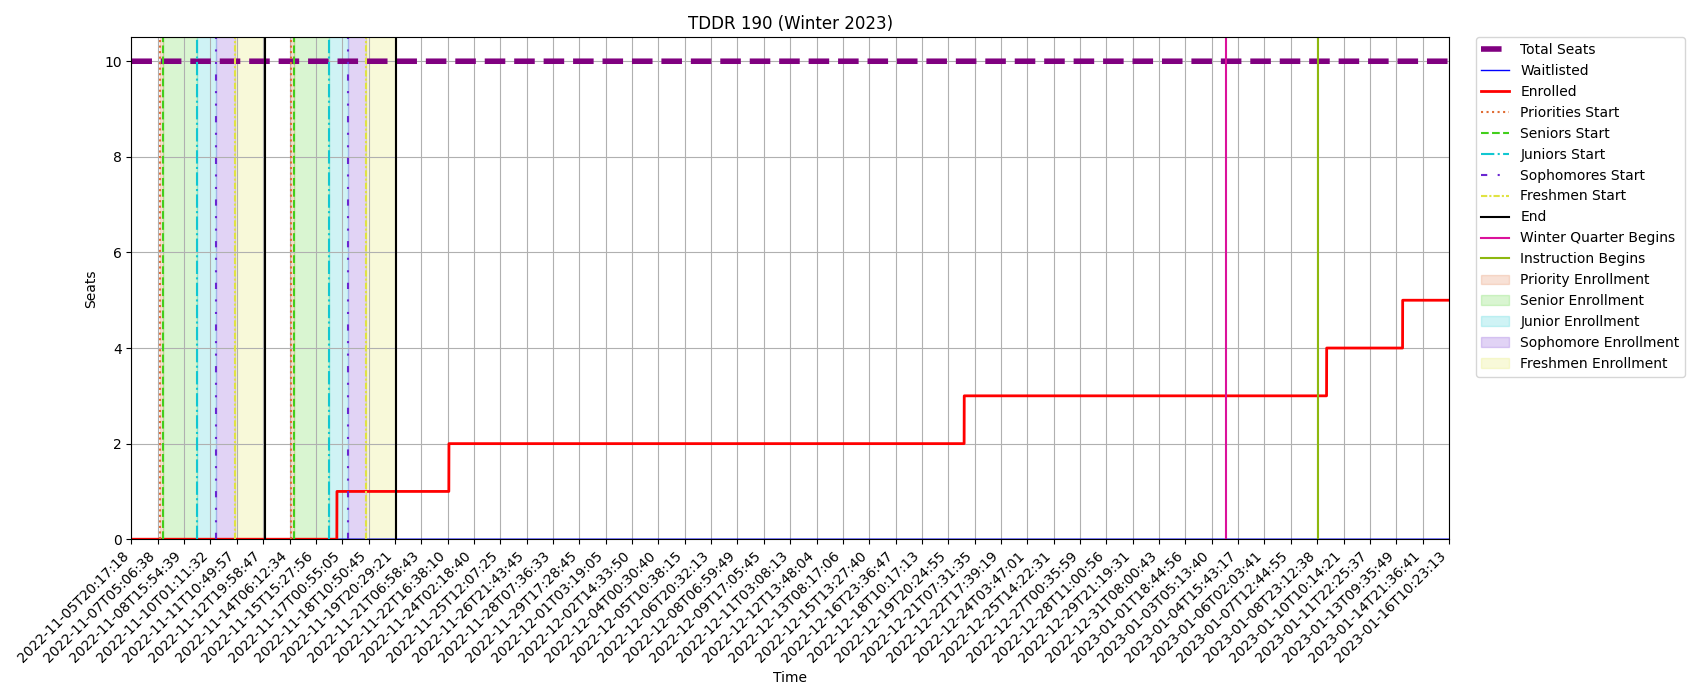 TDDR 190 (Winter 2023)
10
8
6
4
2
0
Seats
2022-11-05T20:17:18
2022-11-07T05:06:38
2022-11-08T15:54:39
2022-11-10T01:11:32
2022-11-11T10:49:57
2022-11-12T19:58:47
2022-11-14T06:12:34
2022-11-15T15:27:56
2022-11-17T00:55:05
2022-11-18T10:50:45
2022-11-19T20:29:21
2022-11-21T06:58:43
2022-11-22T16:38:10
2022-11-24T02:18:40
2022-11-25T12:07:25
2022-11-26T21:43:45
2022-11-28T07:36:33
2022-11-29T17:28:45
2022-12-01T03:19:05
2022-12-02T14:33:50
2022-12-04T00:30:40
2022-12-05T10:38:15
2022-12-06T20:32:13
2022-12-08T06:59:49
2022-12-09T17:05:45
2022-12-11T03:08:13
2022-12-12T13:48:04
2022-12-13T08:17:06
2022-12-15T13:27:40
2022-12-16T23:36:47
2022-12-18T10:17:13
2022-12-19T20:24:55
2022-12-21T07:31:35
2022-12-22T17:39:19
2022-12-24T03:47:01
2022-12-25T14:22:31
2022-12-27T00:35:59
2022-12-28T11:00:56
2022-12-29T21:19:31
2022-12-31T08:00:43
2023-01-01T18:44:56
2023-01-03T05:13:40
2023-01-04T15:43:17
2023-01-06T02:03:41
2023-01-07T12:44:55
2023-01-08T23:12:38
2023-01-10T10:14:21
2023-01-11T22:25:37
2023-01-13T09:35:49
2023-01-14T21:36:41
2023-01-16T10:23:13
Time
Total Seats
Waitlisted
Enrolled
Priorities Start
Seniors Start
Juniors Start
Sophomores Start
Freshmen Start
End
Winter Quarter Begins
Instruction Begins
Priority Enrollment
Senior Enrollment
Junior Enrollment
Sophomore Enrollment
Freshmen Enrollment